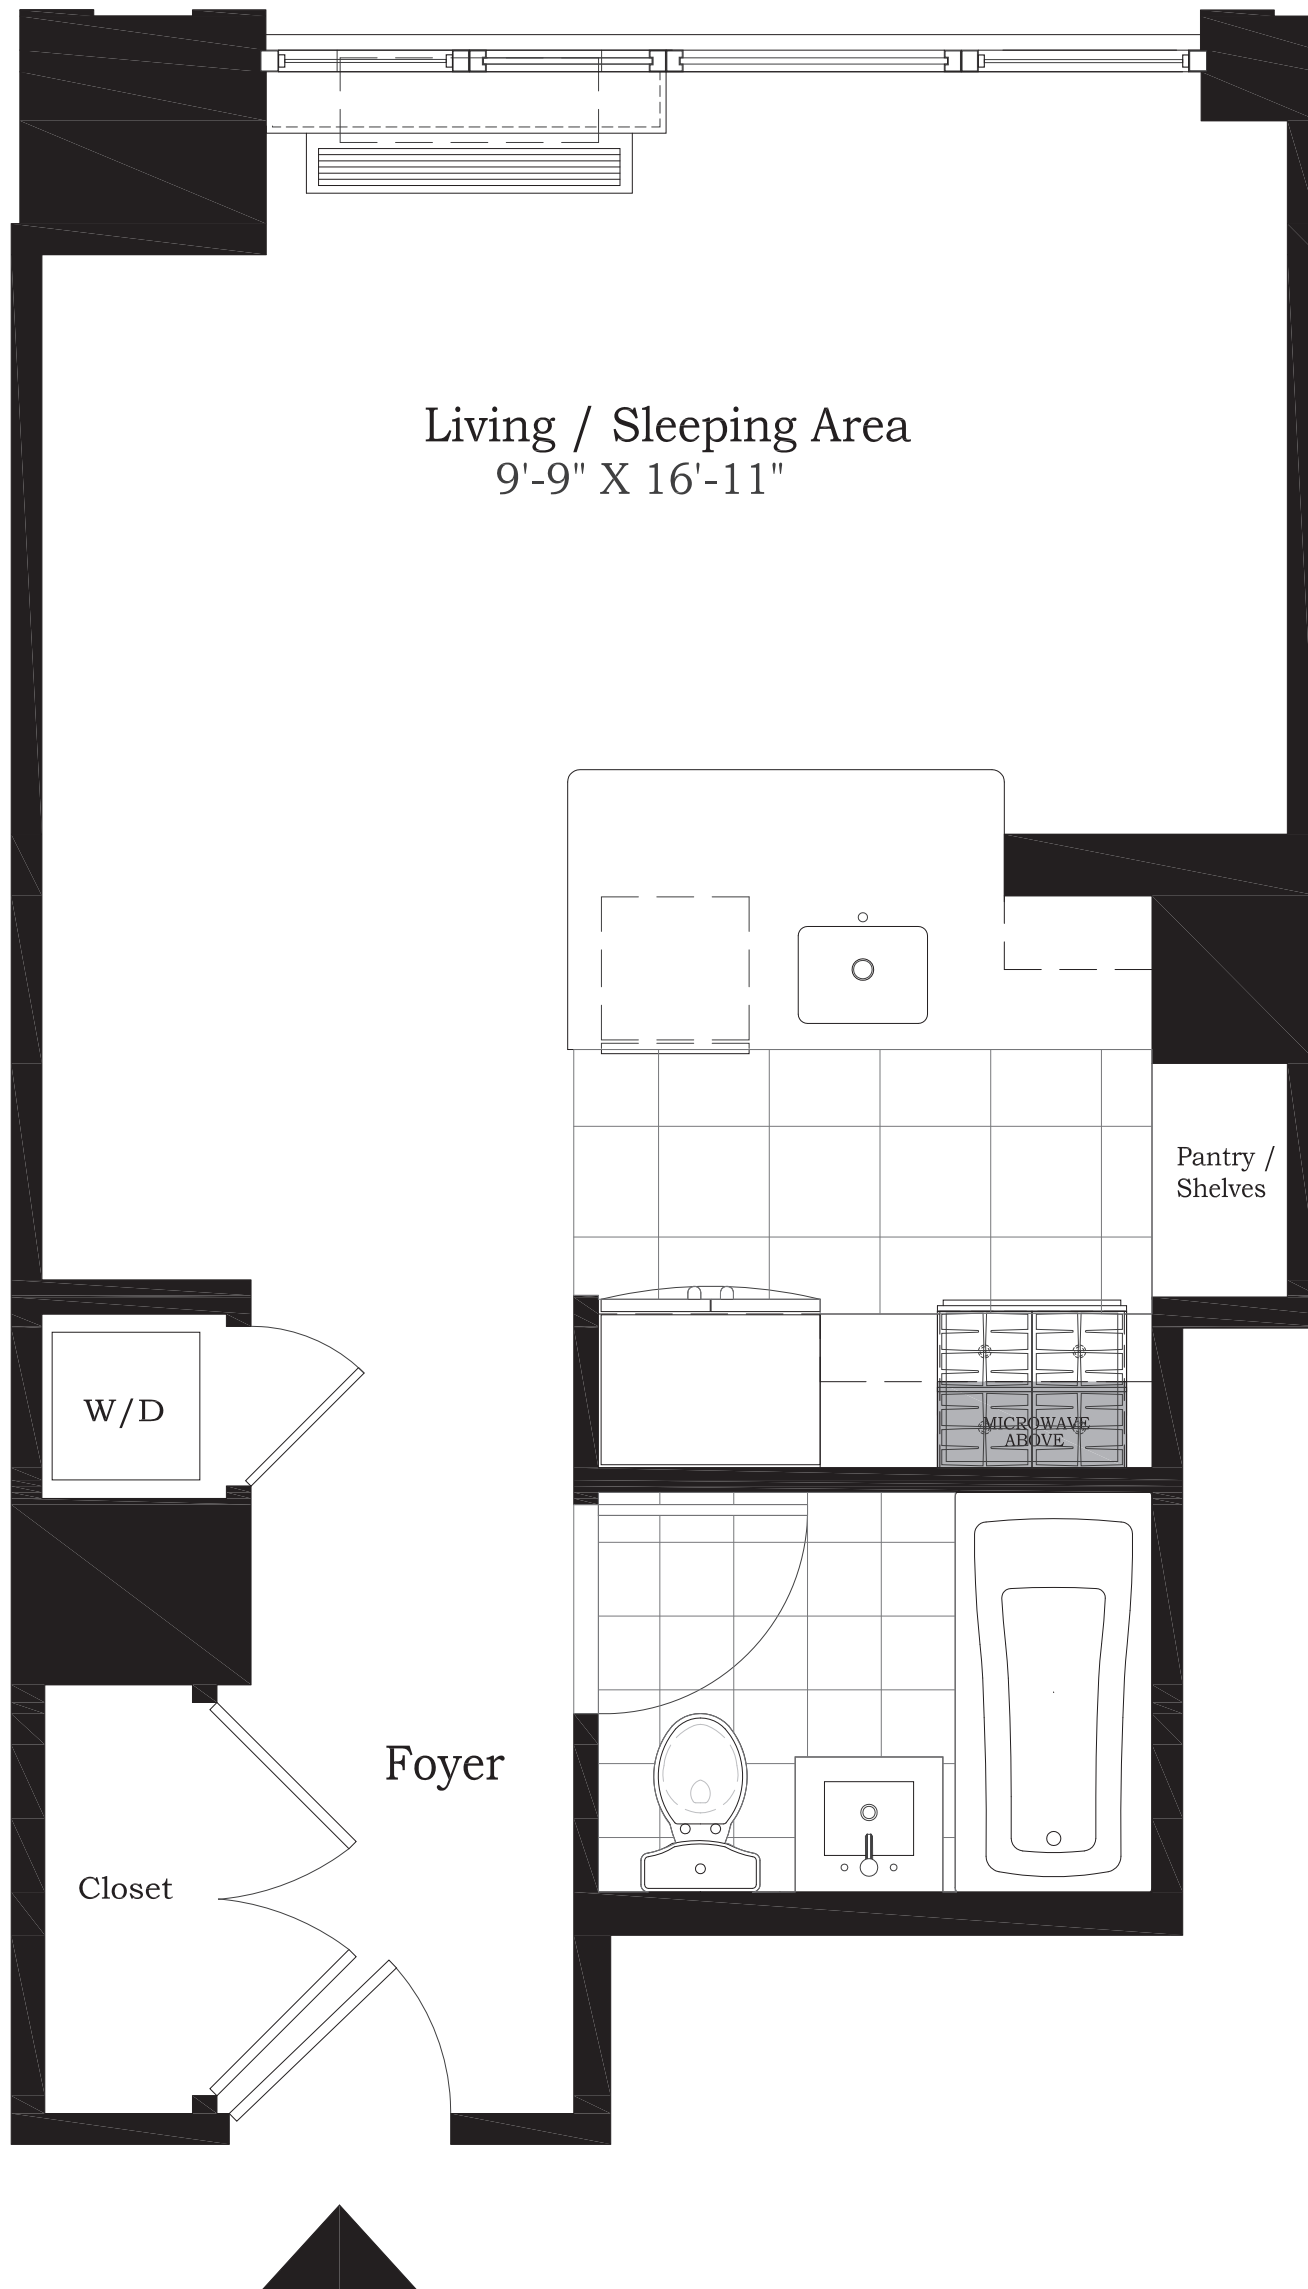 Living / Sleeping Area
9'-9" X 16'-11"
Pantry /
Shelves
W/D
MICROWAVE
ABOVE
Foyer
Closet